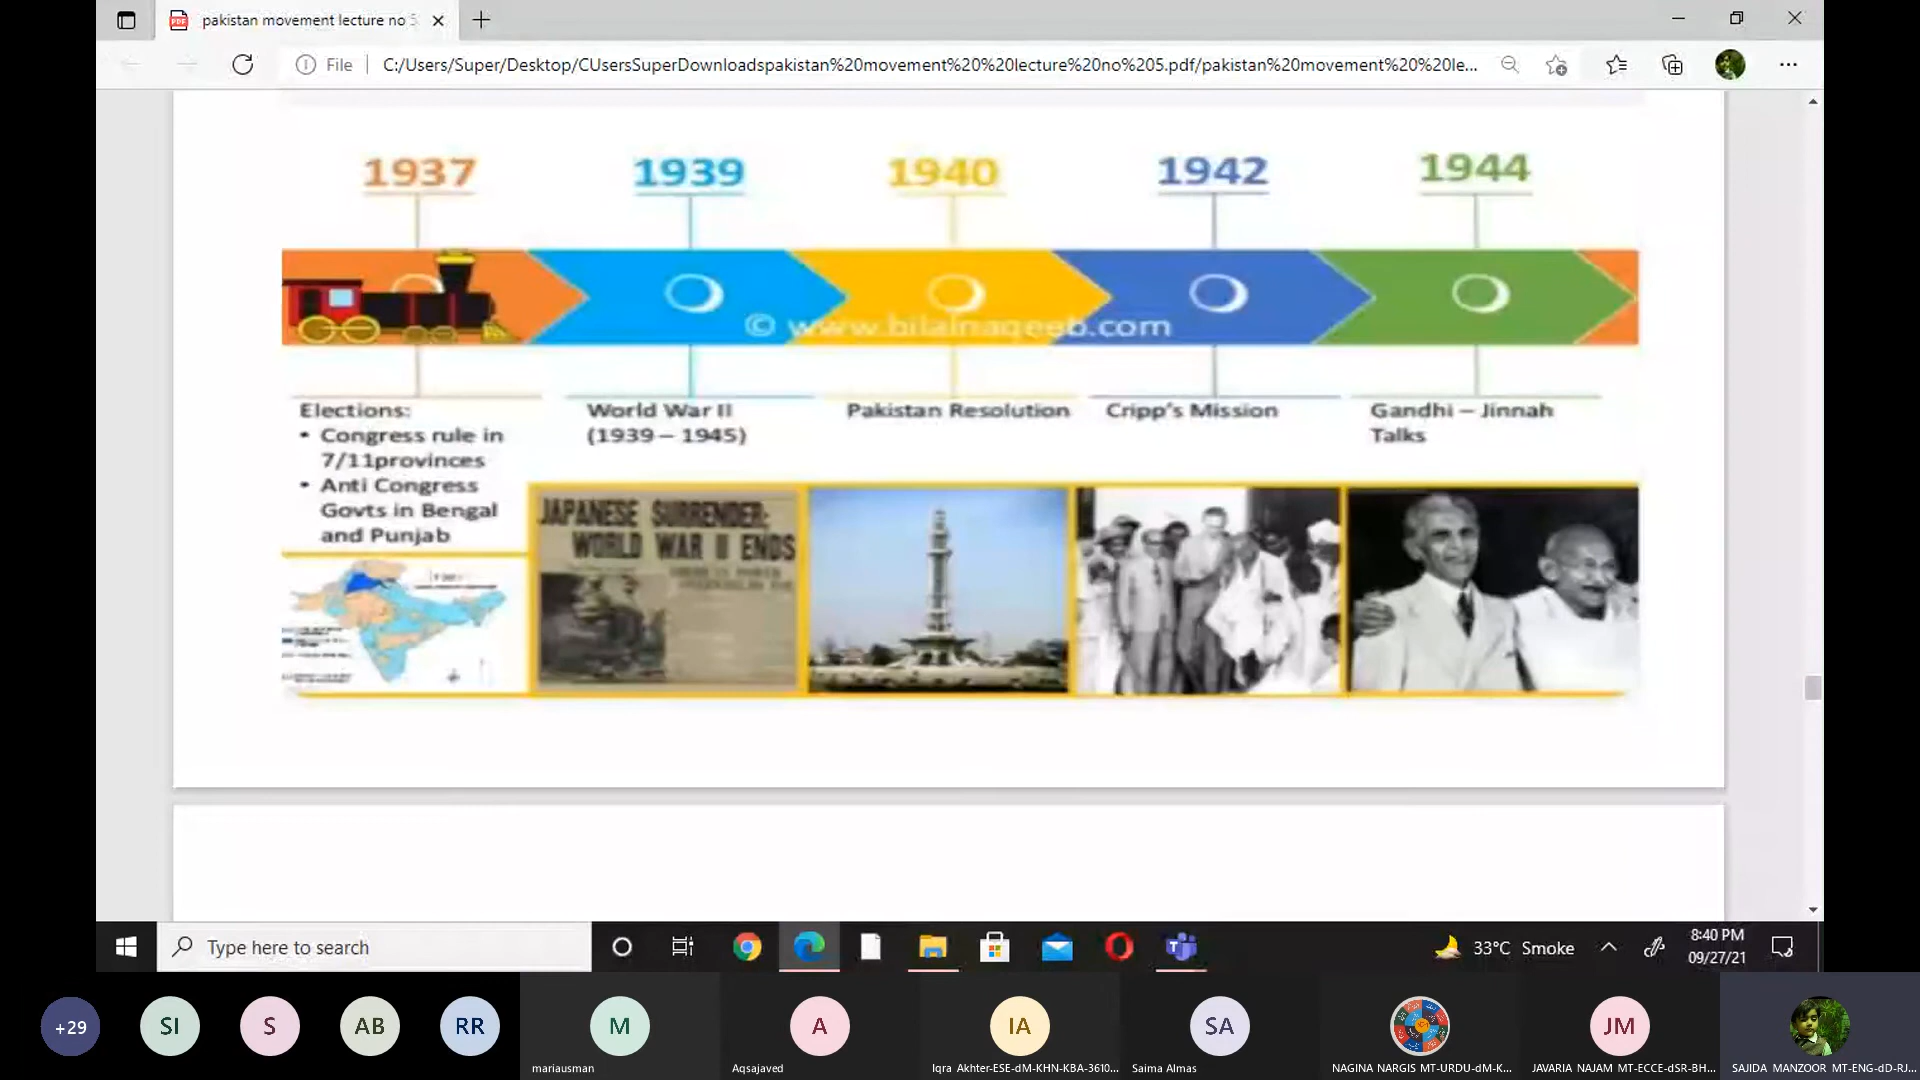 pakistan movement lecture no 5
File
C:/Users/Super/Desktop/CUsersSuperDownloadspakistan%20movement%20%20lecture%20no%205.pdf/pakistan%20movement%20%20le...
1937
1939
1940
1942
1944
© www.bilalnaqeeb.com
Elections:
• Congress rule in
7/11provinces
• Anti Congress
Govts in Bengal
and Punjab
World War II
(1939 – 1945)
Pakistan Resolution
Cripp's Mission
Gandhi – Jinnah
Talks
JAPANESE SURRENDER:
WORLD WAR II ENDS
Type here to search
33°C Smoke
8:40 PM
09/27/21
+29
SI
S
AB
RR
M
A
IA
SA
JM
mariausman
Aqsajaved
Iqra Akhter-ESE-dM-KHN-KBA-3610...
Saima Almas
NAGINA NARGIS MT-URDU-dM-K...
JAVARIA NAJAM MT-ECCE-dSR-BH...
SAJIDA MANZOOR MT-ENG-dD-RJ...